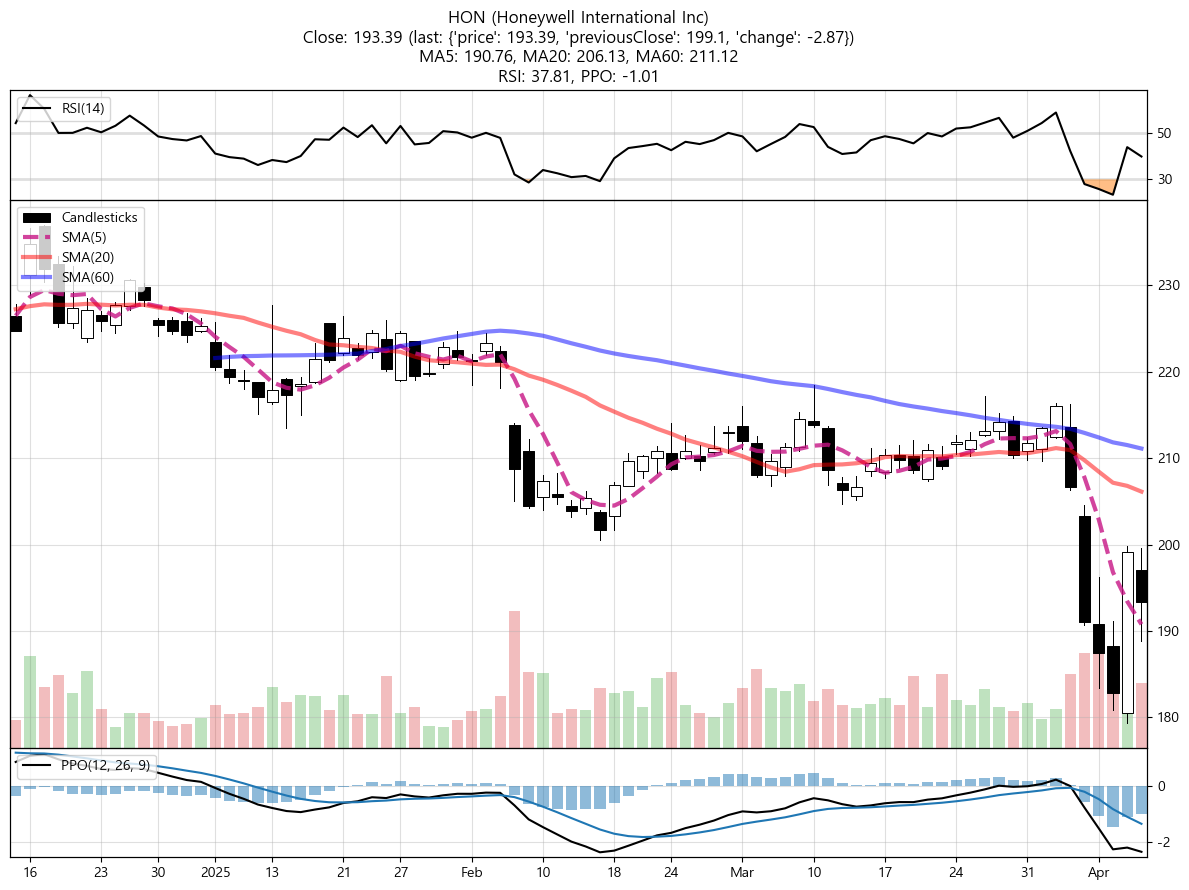 HON (Honeywell International Inc)
Close: 193.39 (last: {'price': 193.39, 'previousClose': 199.1, 'change': -2.87})
MA5: 190.76, MA20: 206.13, MA60: 211.12
RSI: 37.81, PPO: -1.01
RSI(14)
50
30
Candlesticks
SMA(5)
SMA(20)
SMA(60)
230
220
210
200
190
180
PPO(12, 26, 9)
0
-2
16 23 30 2025 13 21 27 Feb 10 18 24 Mar 10 17 24 31 Apr